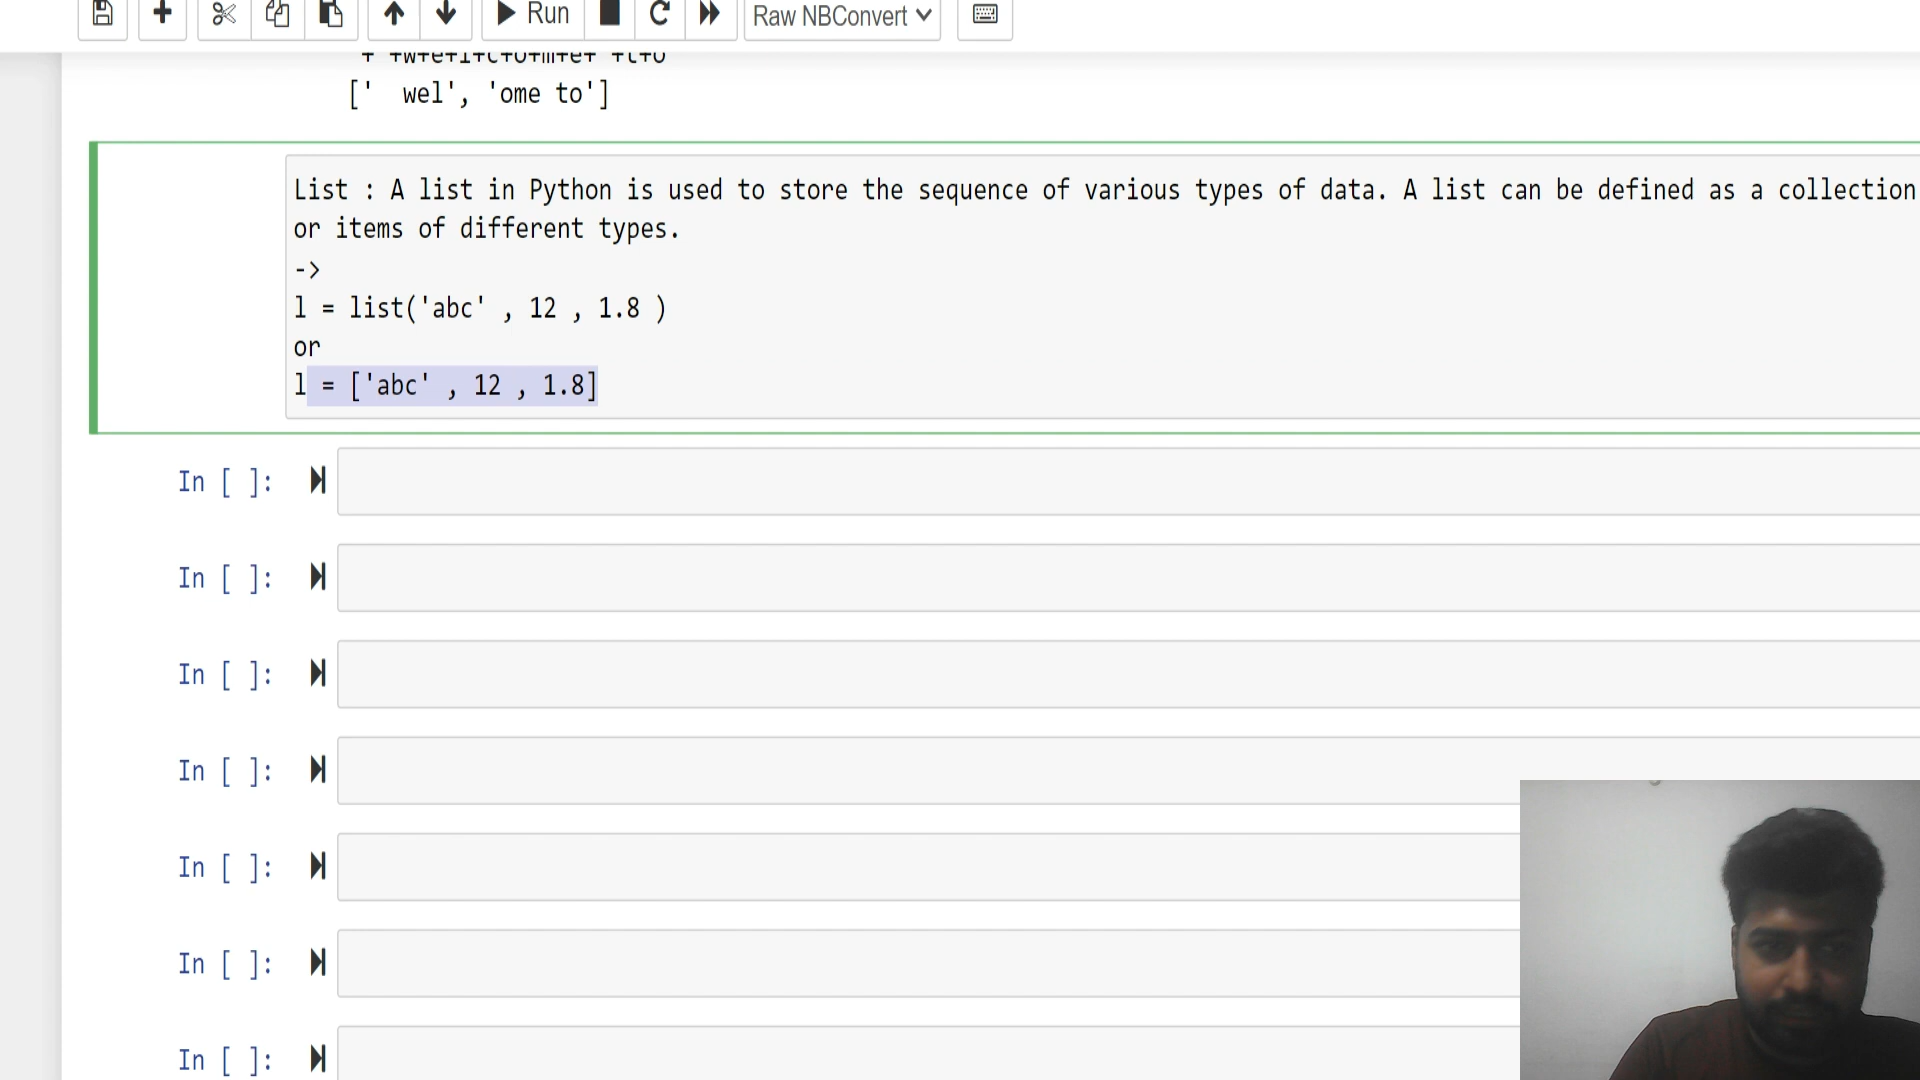 Run
Raw NBConvert
+ +w+e+l+c+o+m+e+ +t+o
['  wel', 'ome to']
List : A list in Python is used to store the sequence of various types of data. A list can be defined as a collection
or items of different types.
->
l = list('abc' , 12 , 1.8 )
or
l = ['abc' , 12 , 1.8]
In [ ]:
In [ ]:
In [ ]:
In [ ]:
In [ ]:
In [ ]:
In [ ]: